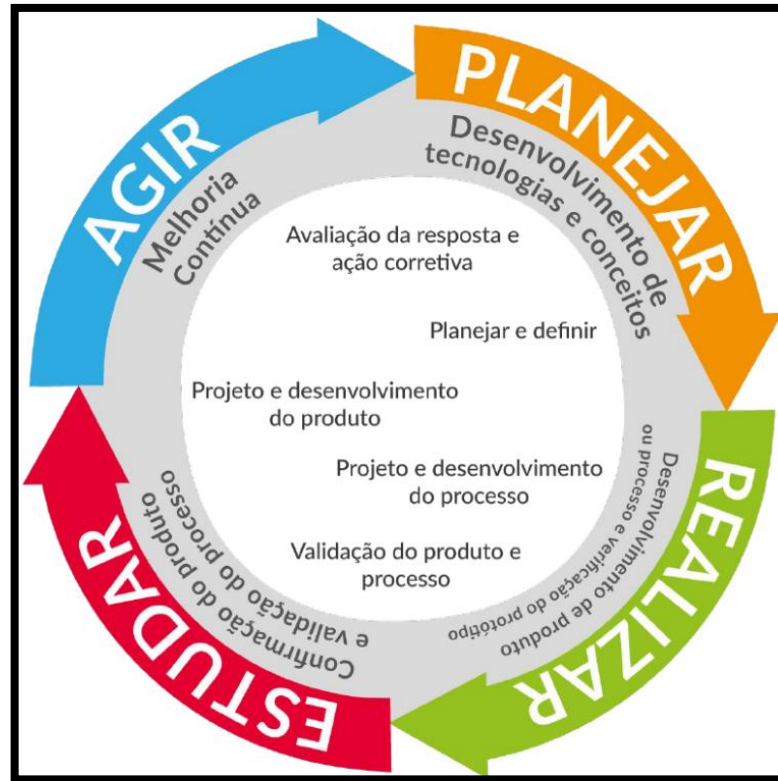 PLANEJAR
Desenvolvimento de
tecnologias e conceitos
REALIZAR
Desenvolvimento de produto
ou processo e verificação do protótipo
ESTUDAR
Confirmação do produto
e validação do processo
AGIR
Melhoria
Contínua
Avaliação da resposta e
ação corretiva
Planejar e definir
Projeto e desenvolvimento
do produto
Projeto e desenvolvimento
do processo
Validação do produto e
processo